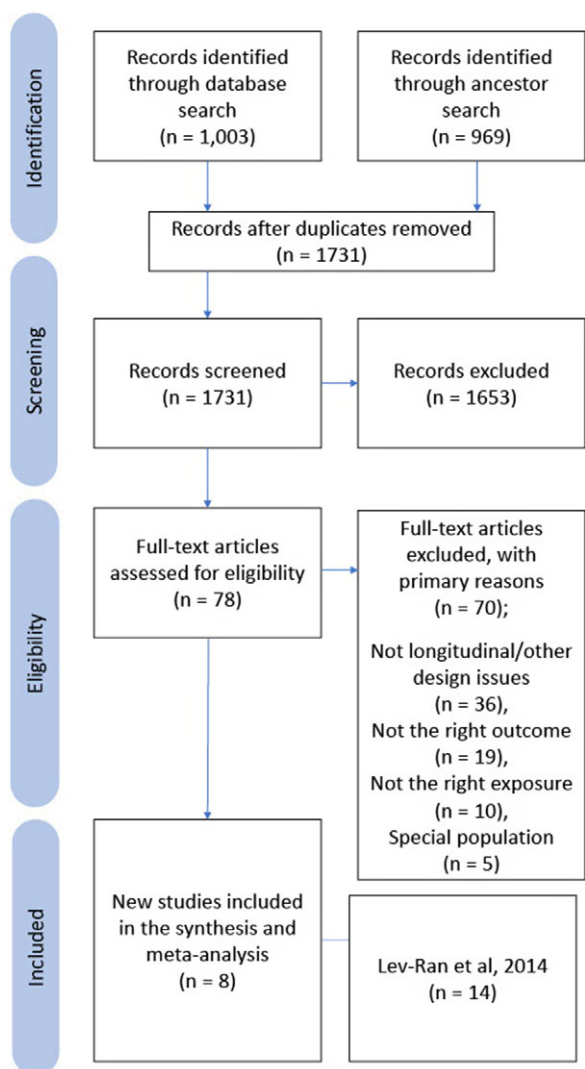 Identification
Records identified
through database
search
(n = 1,003)
Records identified
through ancestor
search
(n = 969)
Records after duplicates removed
(n = 1731)
Screening
Records screened
(n = 1731)
Records excluded
(n = 1653)
Eligibility
Full-text articles
assessed for eligibility
(n = 78)
Full-text articles
excluded, with
primary reasons
(n = 70);
Not longitudinal/other
design issues
(n = 36),
Not the right outcome
(n = 19),
Not the right exposure
(n = 10),
Special population
(n = 5)
Included
New studies included
in the synthesis and
meta-analysis
(n = 8)
Lev-Ran et al, 2014
(n = 14)